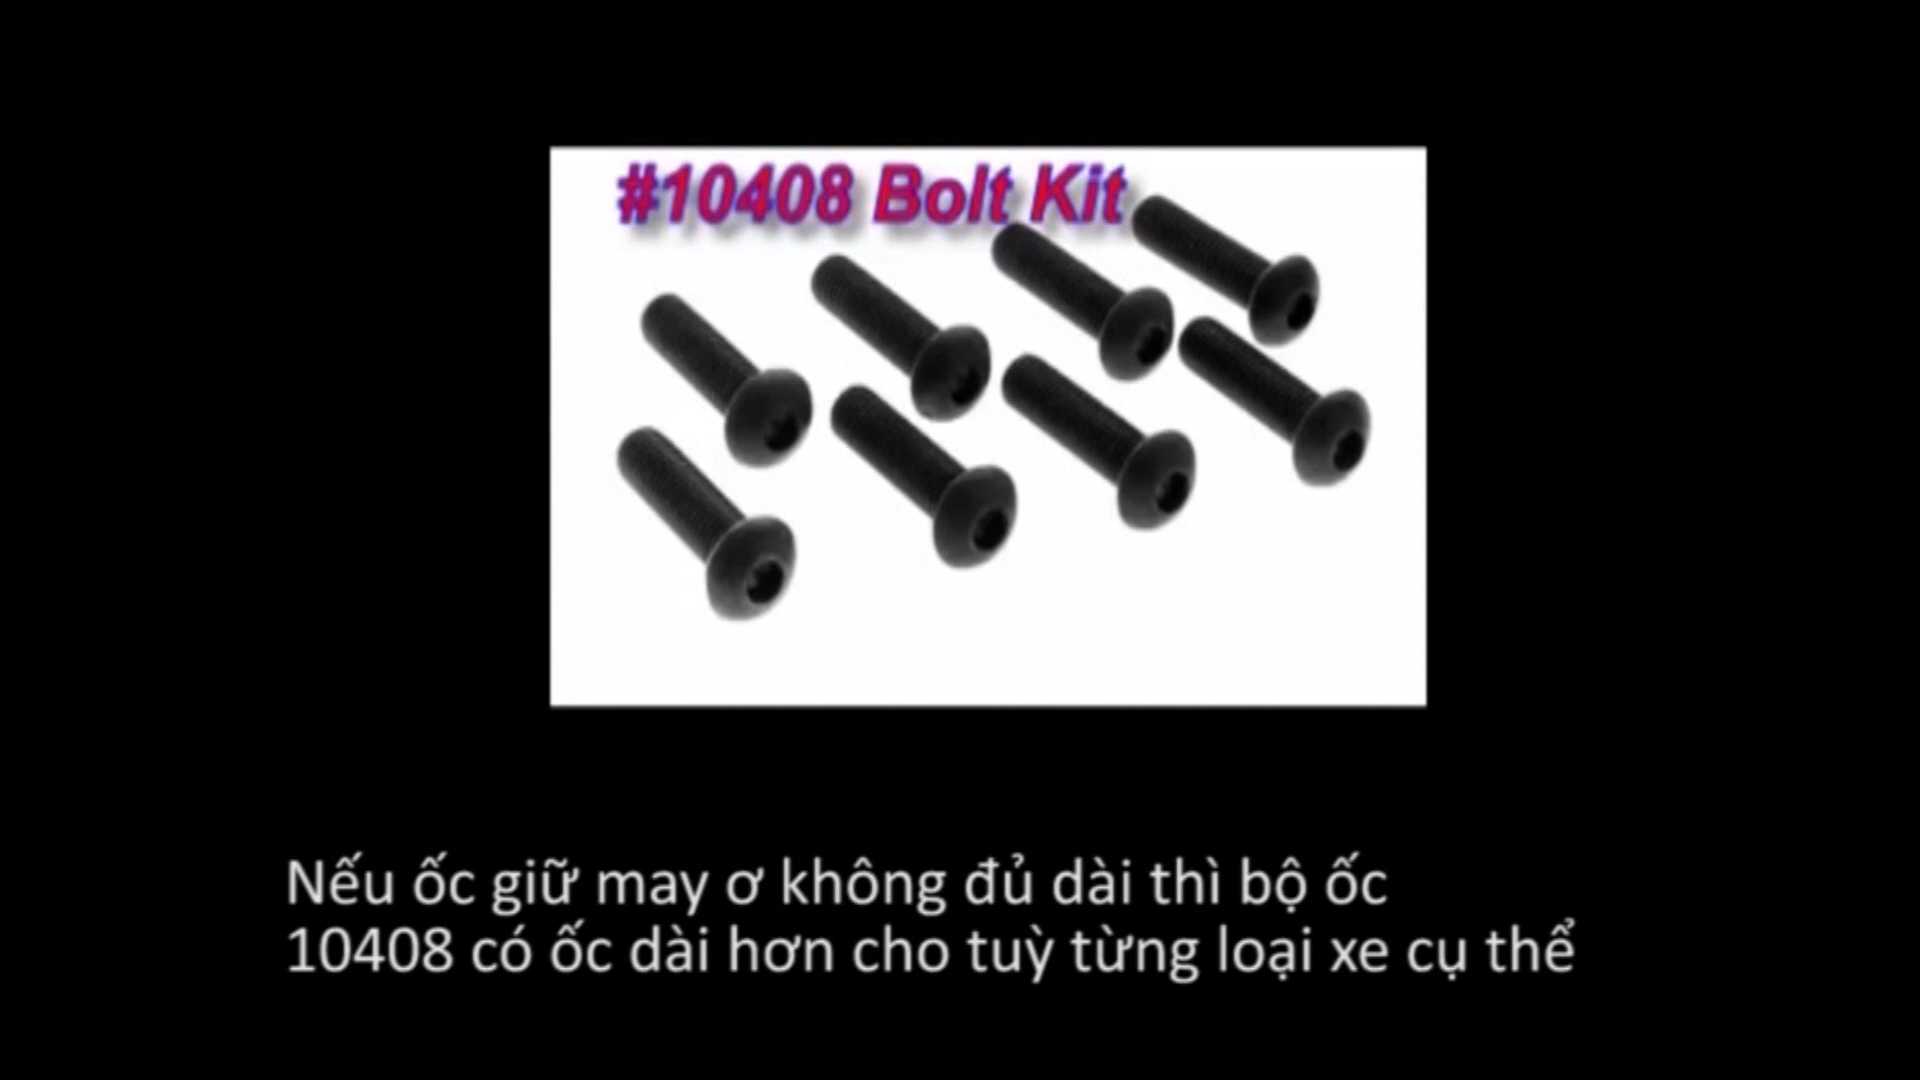 #10408 Bolt Kit
Nếu ốc giữ may ơ không đủ dài thì bộ ốc
10408 có ốc dài hơn cho tuỳ từng loại xe cụ thể